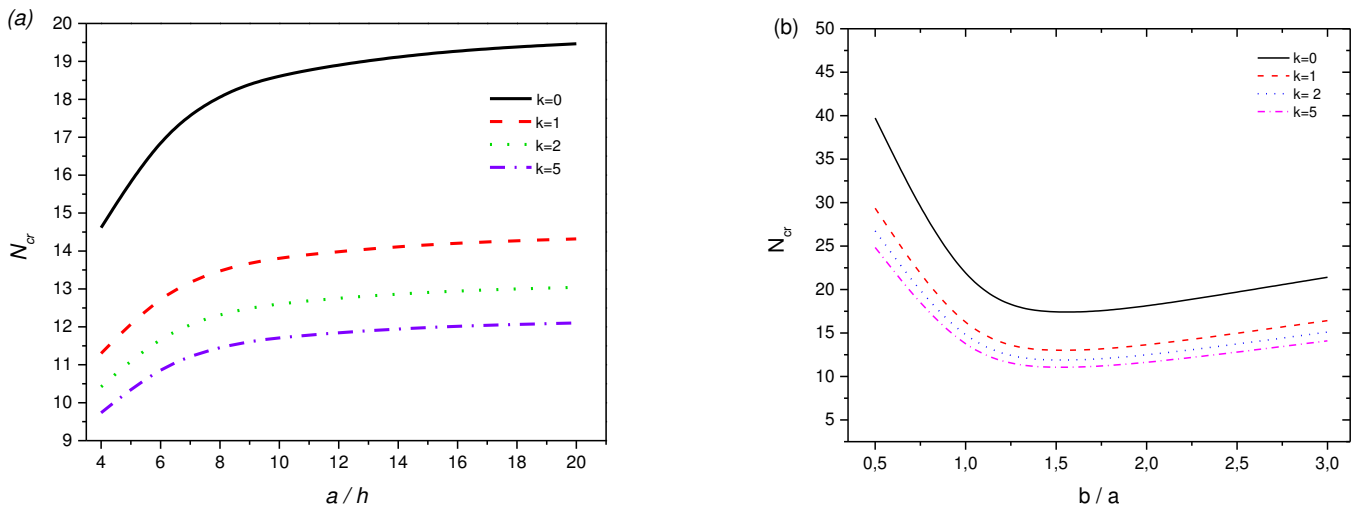 (a)
20
19
18
17
16
15
14
13
12
11
10
9
N_cr
k=0
k=1
k=2
k=5
4 6 8 10 12 14 16 18 20
a / h
(b)
50
45
40
35
30
25
20
15
10
5
N_cr
k=0
k=1
k= 2
k=5
0,5 1,0 1,5 2,0 2,5 3,0
b / a